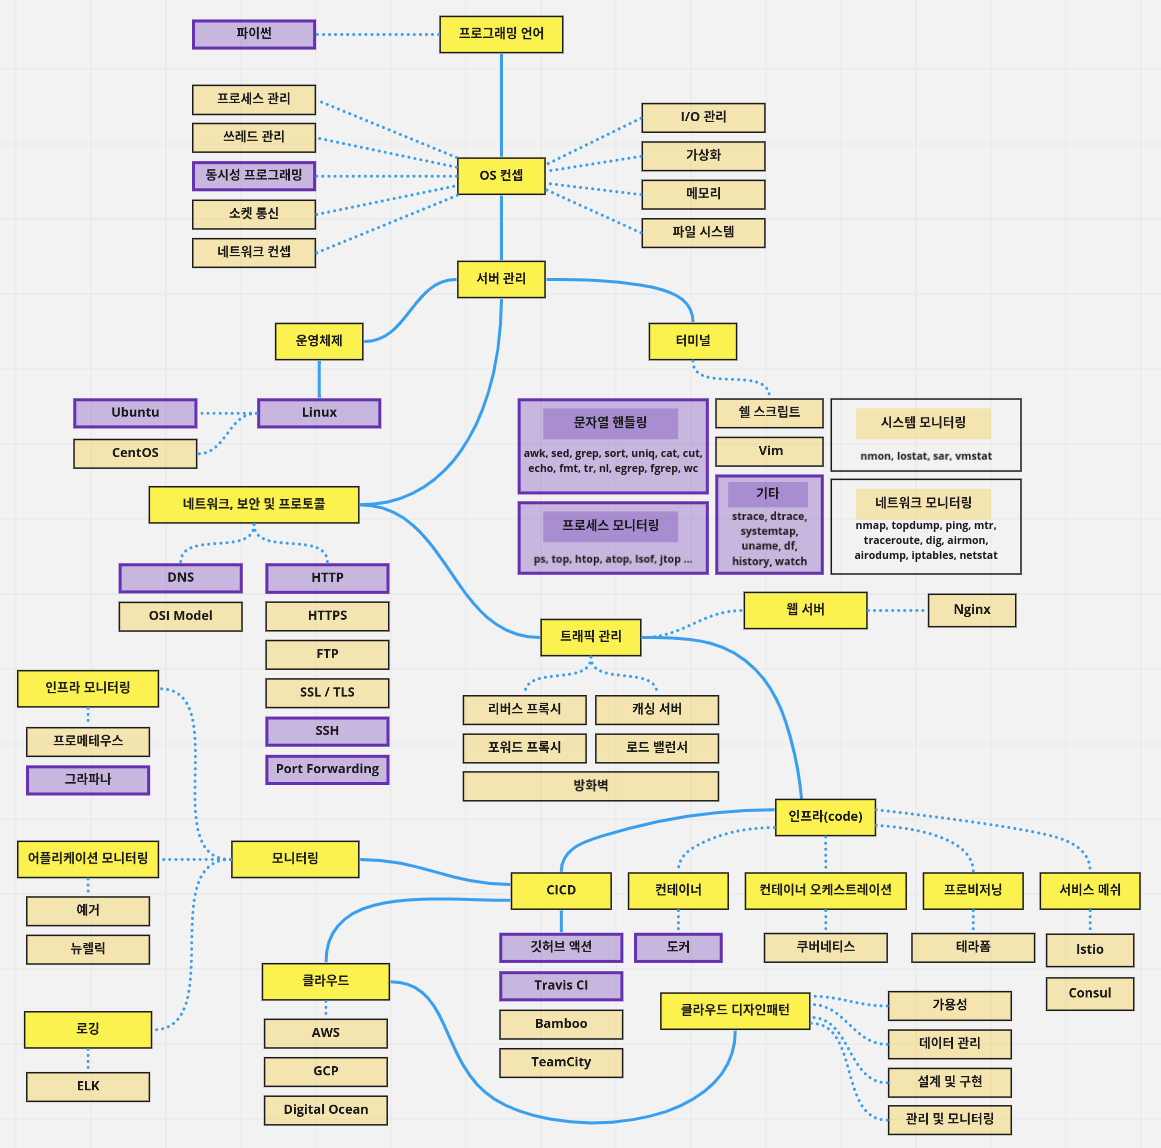 파이썬
프로그래밍 언어
프로세스 관리
쓰레드 관리
동시성 프로그래밍
소켓 통신
네트워크 컨셉
OS 컨셉
I/O 관리
가상화
메모리
파일 시스템
서버 관리
운영체제
터미널
Ubuntu
Linux
CentOS
문자열 핸들링
awk, sed, grep, sort, uniq, cat, cut,
echo, fmt, tr, nl, egrep, fgrep, wc
쉘 스크립트
Vim
시스템 모니터링
nmon, lostat, sar, vmstat
프로세스 모니터링
ps, top, htop, atop, lsof, jtop ...
기타
strace, dtrace,
systemtap,
uname, df,
history, watch
네트워크 모니터링
nmap, topdump, ping, mtr,
traceroute, dig, airmon,
airodump, iptables, netstat
네트워크, 보안 및 프로토콜
DNS
OSI Model
HTTP
HTTPS
FTP
SSL / TLS
SSH
Port Forwarding
트래픽 관리
웹 서버
Nginx
리버스 프록시
캐싱 서버
포워드 프록시
로드 밸런서
방화벽
인프라 모니터링
프로메테우스
그라파나
인프라(code)
어플리케이션 모니터링
모니터링
예거
뉴렐릭
CICD
컨테이너
컨테이너 오케스트레이션
프로비저닝
서비스 메쉬
깃허브 액션
도커
쿠버네티스
테라폼
Istio
Travis CI
Consul
Bamboo
TeamCity
클라우드
AWS
GCP
Digital Ocean
로깅
ELK
클라우드 디자인패턴
가용성
데이터 관리
설계 및 구현
관리 및 모니터링